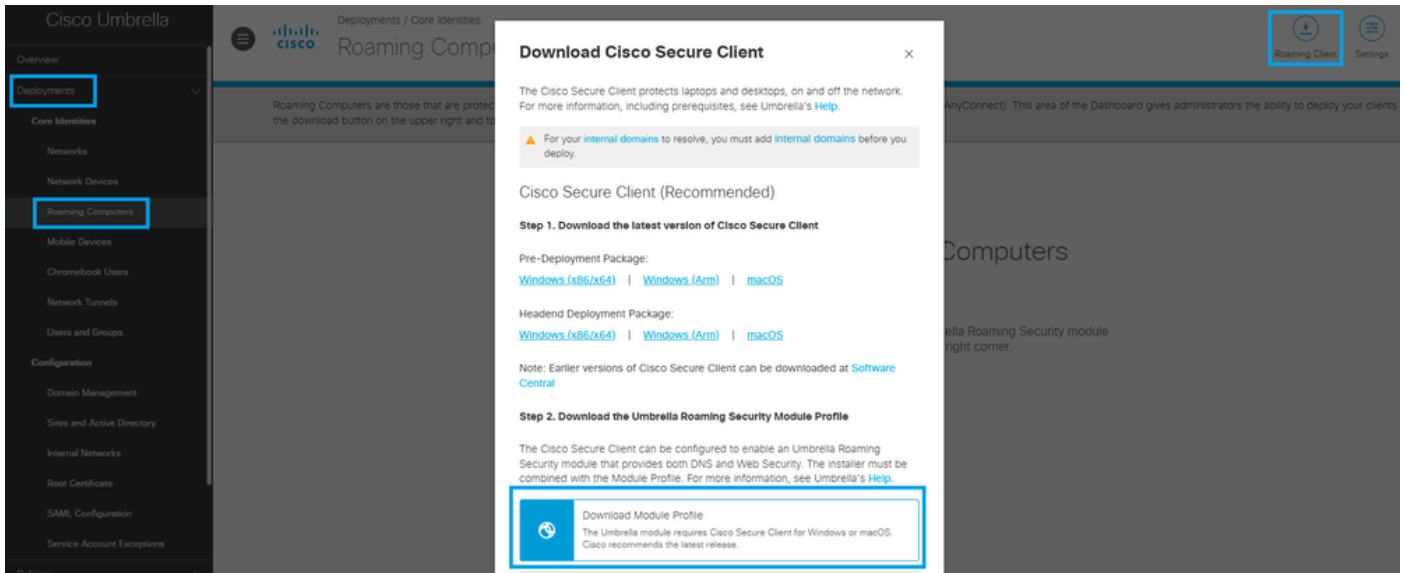 Cisco Umbrella
Overview
Deployments
Core Identities
Networks
Network Devices
Roaming Computers
Mobile Devices
Chromebook Users
Network Tunnels
Users and Groups
Configuration
Domain Management
Sites and Active Directory
Internal Networks
Root Certificate
SAML Configuration
Service Account Exceptions
Policies
CISCO
Deployments / Core Identities
Roaming Comp
Roaming Client
Settings
Roaming Computers are those that are protec
AnyConnect). This area of the Dashboard gives administrators the ability to deploy your clients
the download button on the upper right and to
Computers
ella Roaming Security module
right corner.
Download Cisco Secure Client
The Cisco Secure Client protects laptops and desktops, on and off the network.
For more information, including prerequisites, see Umbrella's Help.
For your internal domains to resolve, you must add internal domains before you
deploy.
Cisco Secure Client (Recommended)
Step 1. Download the latest version of Cisco Secure Client
Pre-Deployment Package:
Windows (x86/x64) | Windows (Arm) | macOS
Headend Deployment Package:
Windows (x86/x64) | Windows (Arm) | macOS
Note: Earlier versions of Cisco Secure Client can be downloaded at Software
Central
Step 2. Download the Umbrella Roaming Security Module Profile
The Cisco Secure Client can be configured to enable an Umbrella Roaming
Security module that provides both DNS and Web Security. The installer must be
combined with the Module Profile. For more information, see Umbrella's Help.
Download Module Profile
The Umbrella module requires Cisco Secure Client for Windows or macOS.
Cisco recommends the latest release.